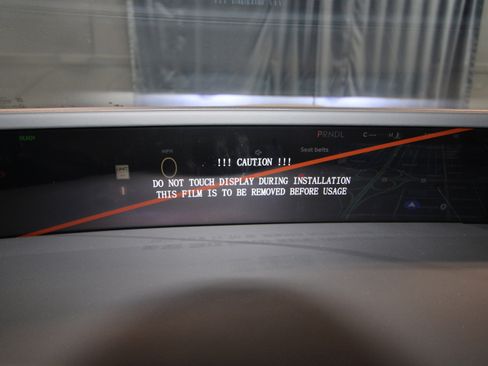 PRNDL
Seat belts
!!! CAUTION !!!
DO NOT TOUCH DISPLAY DURING INSTALLATION
THIS FILM IS TO BE REMOVED BEFORE USAGE